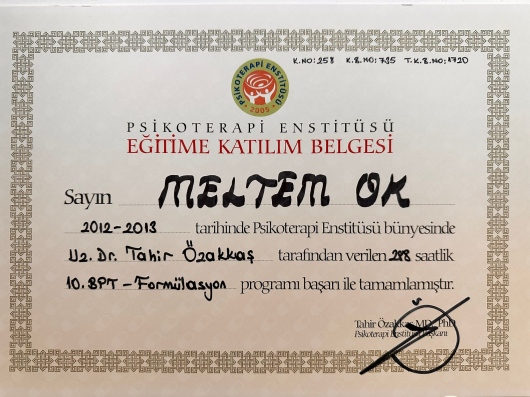 K.NO:258 K.B.NO:795 T.K.B.NO:1720
PSİKOTERAPİ ENSTİTÜSÜ
2005
PSİKOTERAPİ ENSTİTÜSÜ
EĞİTİME KATILIM BELGESİ
Sayın MELTEM OK
2012-2013 tarihinde Psikoterapi Enstitüsü bünyesinde
Uz. Dr. Tahir Özakkaş tarafından verilen 288 saatlik
10. BPT - Formülasyon programı başarı ile tamamlamıştır.
Tahir Özakkaş MD., PhD
Psikoterapi Enstitüsü Başkanı